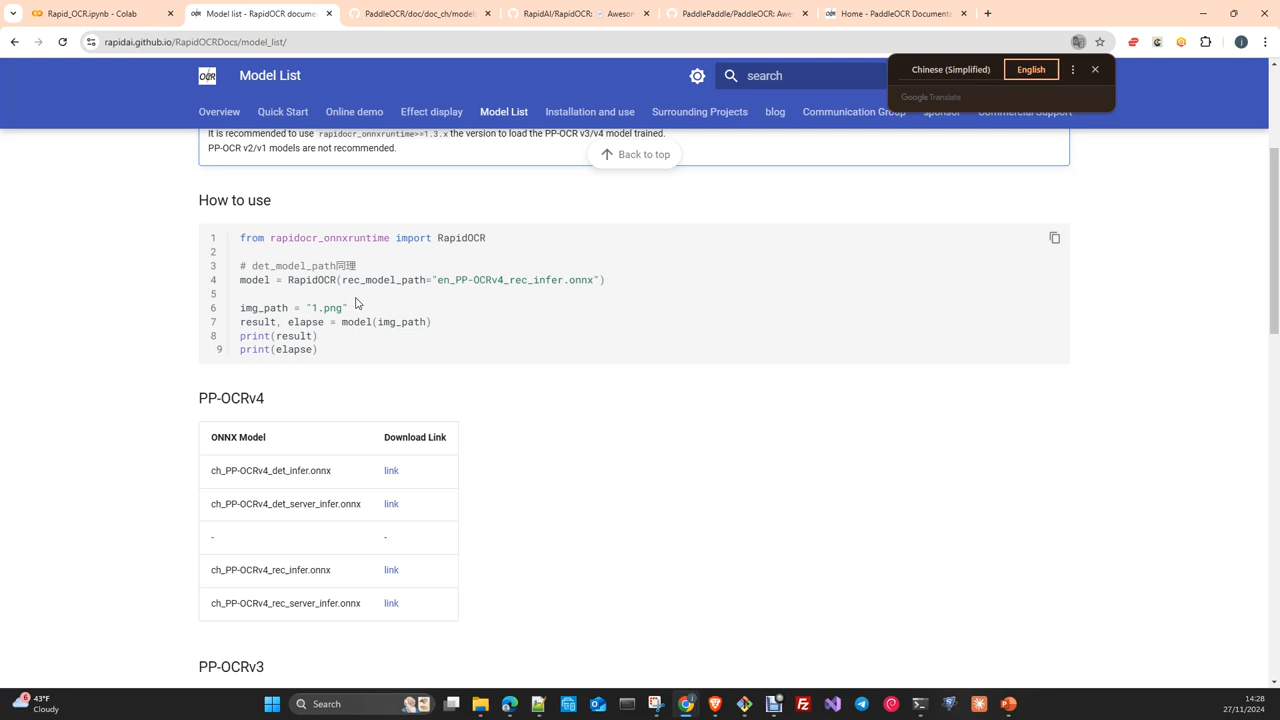 Rapid_OCR.ipynb - Colab
Model list - RapidOCR docume
PaddleOCR/doc/doc_ch/models
RapidAI/RapidOCR: Awesom
PaddlePaddle/PaddleOCR: Awe
Home - PaddleOCR Documenta
rapidai.github.io/RapidOCRDocs/model_list/
OCR
Model List
search
Chinese (Simplified)
English
Google Translate
Overview
Quick Start
Online demo
Effect display
Model List
Installation and use
Surrounding Projects
blog
Communication Group
sponsor
Commercial Support
It is recommended to use rapidocr_onnxruntime>=1.3.x the version to load the PP-OCR v3/v4 model trained.
PP-OCR v2/v1 models are not recommended.
Back to top
How to use
1 from rapidocr_onnxruntime import RapidOCR
2
3 # det_model_path同理
4 model = RapidOCR(rec_model_path="en_PP-OCRv4_rec_infer.onnx")
5
6 img_path = "1.png"
7 result, elapse = model(img_path)
8 print(result)
9 print(elapse)
PP-OCRv4
ONNX Model Download Link
ch_PP-OCRv4_det_infer.onnx link
ch_PP-OCRv4_det_server_infer.onnx link
- -
ch_PP-OCRv4_rec_infer.onnx link
ch_PP-OCRv4_rec_server_infer.onnx link
PP-OCRv3
6
43°F
Cloudy
Search
14:28
27/11/2024